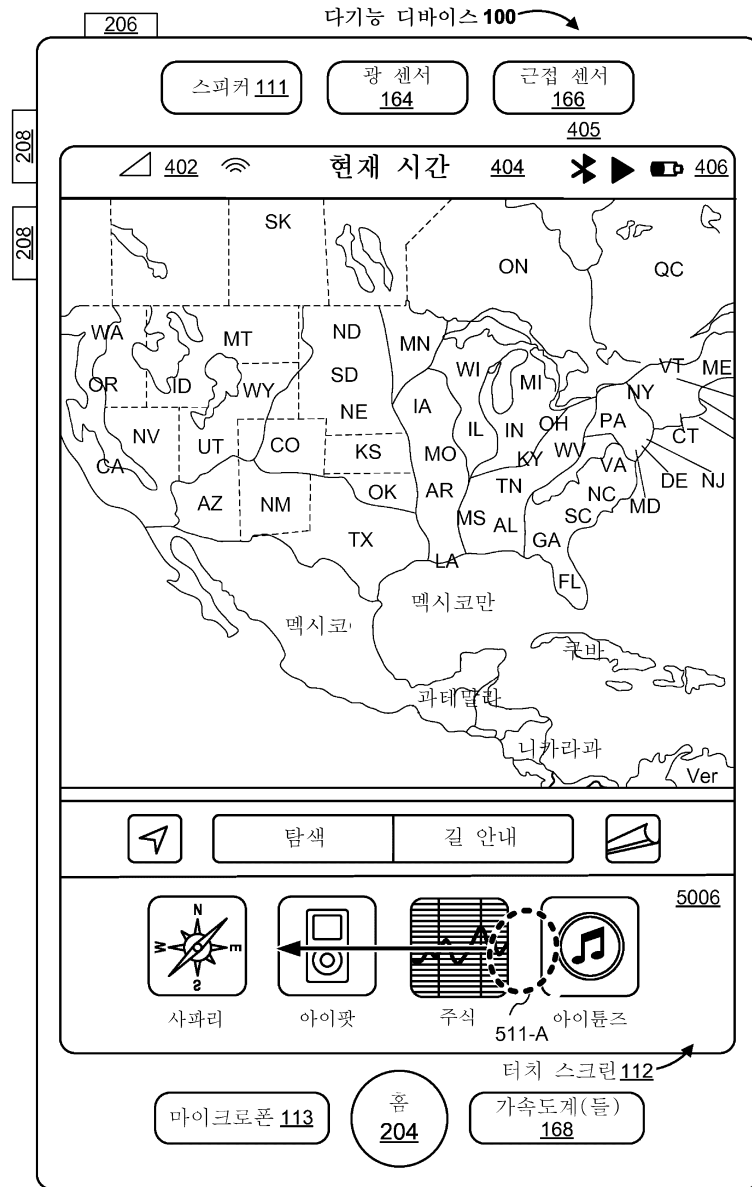 다기능 디바이스 100
206
스피커 111
광 센서
164
근접 센서
166
405
208
208
402
현재 시간
404
406
SK
ON
QC
WA
MT
ND
MN
WI
MI
VT
ME
OR
ID
WY
SD
NY
NV
UT
CO
NE
IA
IL
IN
OH
PA
CT
CA
KS
MO
KY
WV
VA
DE
NJ
AZ
NM
OK
AR
TN
NC
MD
TX
MS
AL
SC
GA
LA
FL
멕시코
멕시코만
쿠바
과테말라
니카라과
Ver
탐색
길 안내
5006
N
W
E
S
사파리
아이팟
주식
아이튠즈
511-A
터치 스크린 112
마이크로폰 113
홈
204
가속도계(들)
168